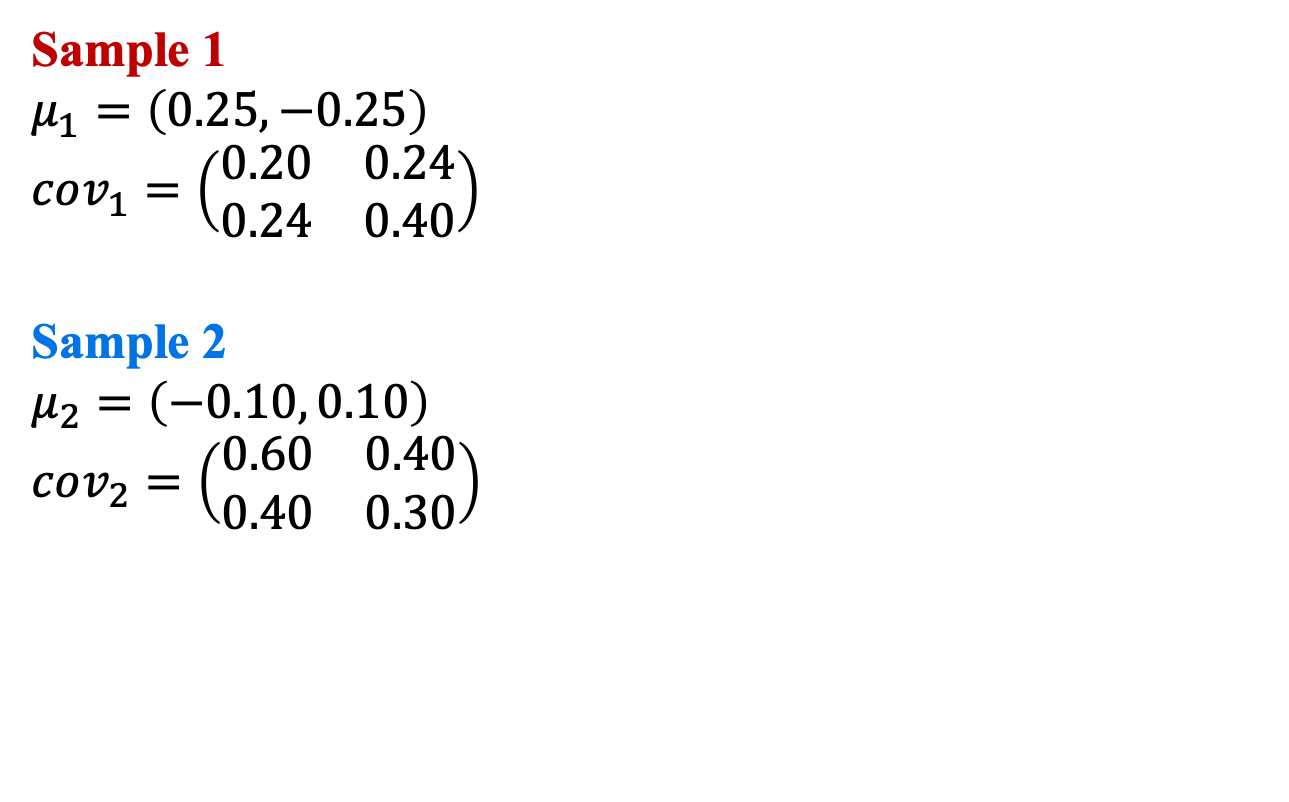 Sample 1
μ₁ = (0.25, −0.25)
cov₁ = (0.20 0.24
0.24 0.40)
Sample 2
μ₂ = (−0.10, 0.10)
cov₂ = (0.60 0.40
0.40 0.30)